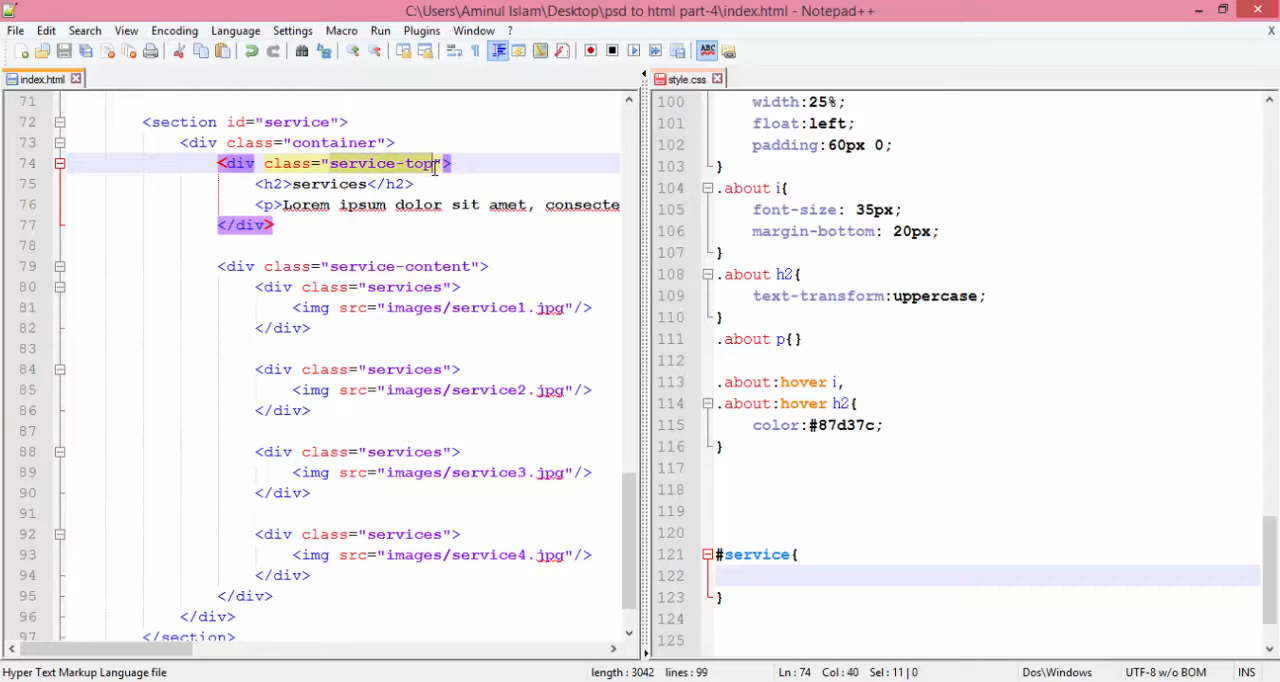 C:\Users\Aminul Islam\Desktop\psd to html part-4\index.html - Notepad++
File Edit Search View Encoding Language Settings Macro Run Plugins Window ? X
index.html
71
72 <section id="service">
73 <div class="container">
74 <div class="service-top">
75 <h2>services</h2>
76 <p>Lorem ipsum dolor sit amet, consecte
77 </div>
78
79 <div class="service-content">
80 <div class="services">
81 <img src="images/service1.jpg"/>
82 </div>
83
84 <div class="services">
85 <img src="images/service2.jpg"/>
86 </div>
87
88 <div class="services">
89 <img src="images/service3.jpg"/>
90 </div>
91
92 <div class="services">
93 <img src="images/service4.jpg"/>
94 </div>
95 </div>
96 </div>
97 </section>
style.css
100 width:25%;
101 float:left;
102 padding:60px 0;
103 }
104 .about i{
105 font-size: 35px;
106 margin-bottom: 20px;
107 }
108 .about h2{
109 text-transform:uppercase;
110 }
111 .about p{}
112
113 .about:hover i,
114 .about:hover h2{
115 color:#87d37c;
116 }
117
118
119
120
121 #service{
122
123 }
124
125
Hyper Text Markup Language file length : 3042 lines : 99 Ln : 74 Col : 40 Sel : 11 | 0 Dos\Windows UTF-8 w/o BOM INS